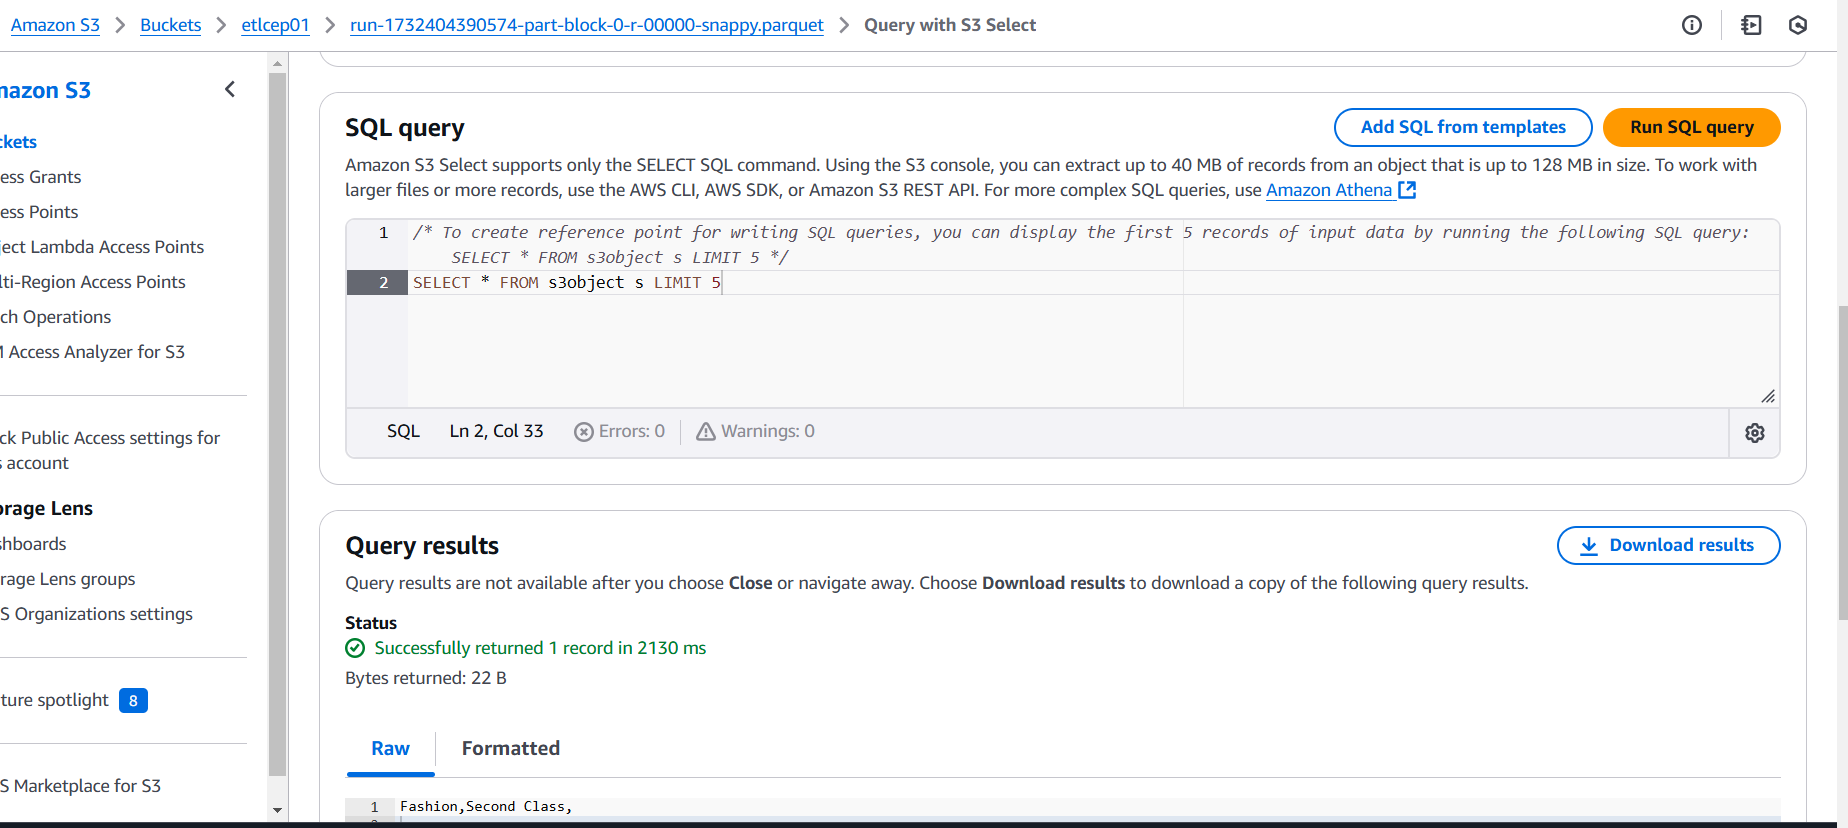 Amazon S3 > Buckets > etlcep01 > run-1732404390574-part-block-0-r-00000-snappy.parquet > Query with S3 Select
mazon S3
ckets
ess Grants
ess Points
ject Lambda Access Points
lti-Region Access Points
ch Operations
M Access Analyzer for S3
ck Public Access settings for
s account
orage Lens
shboards
rage Lens groups
S Organizations settings
ture spotlight 8
S Marketplace for S3
SQL query
Add SQL from templates
Run SQL query
Amazon S3 Select supports only the SELECT SQL command. Using the S3 console, you can extract up to 40 MB of records from an object that is up to 128 MB in size. To work with
larger files or more records, use the AWS CLI, AWS SDK, or Amazon S3 REST API. For more complex SQL queries, use Amazon Athena
1 /* To create reference point for writing SQL queries, you can display the first 5 records of input data by running the following SQL query:
SELECT * FROM s3object s LIMIT 5 */
2 SELECT * FROM s3object s LIMIT 5
SQL Ln 2, Col 33 Errors: 0 Warnings: 0
Query results
Download results
Query results are not available after you choose Close or navigate away. Choose Download results to download a copy of the following query results.
Status
Successfully returned 1 record in 2130 ms
Bytes returned: 22 B
Raw Formatted
1 Fashion,Second Class,